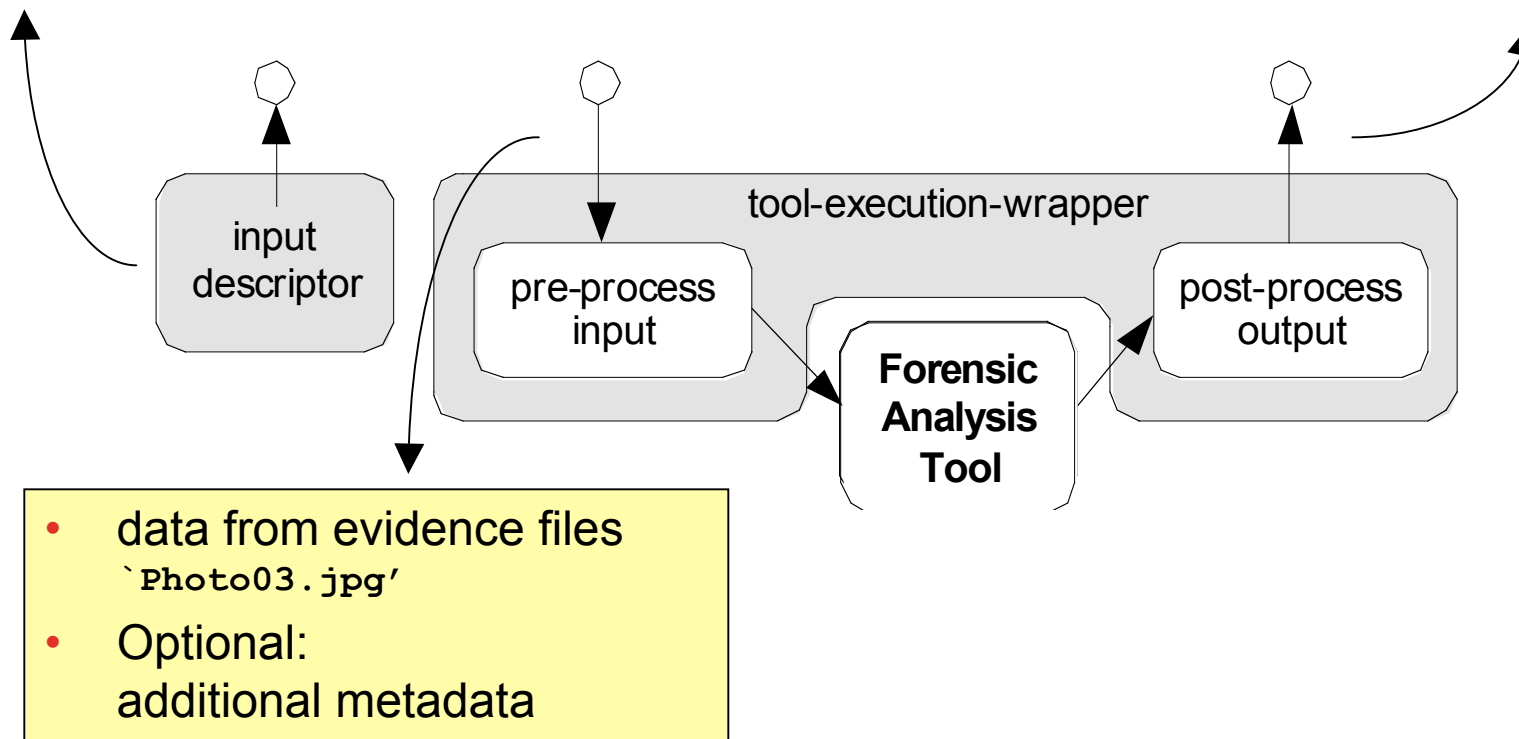 input
descriptor
tool-execution-wrapper
pre-process
input
Forensic
Analysis
Tool
post-process
output
• data from evidence files
`Photo03.jpg’
• Optional:
additional metadata